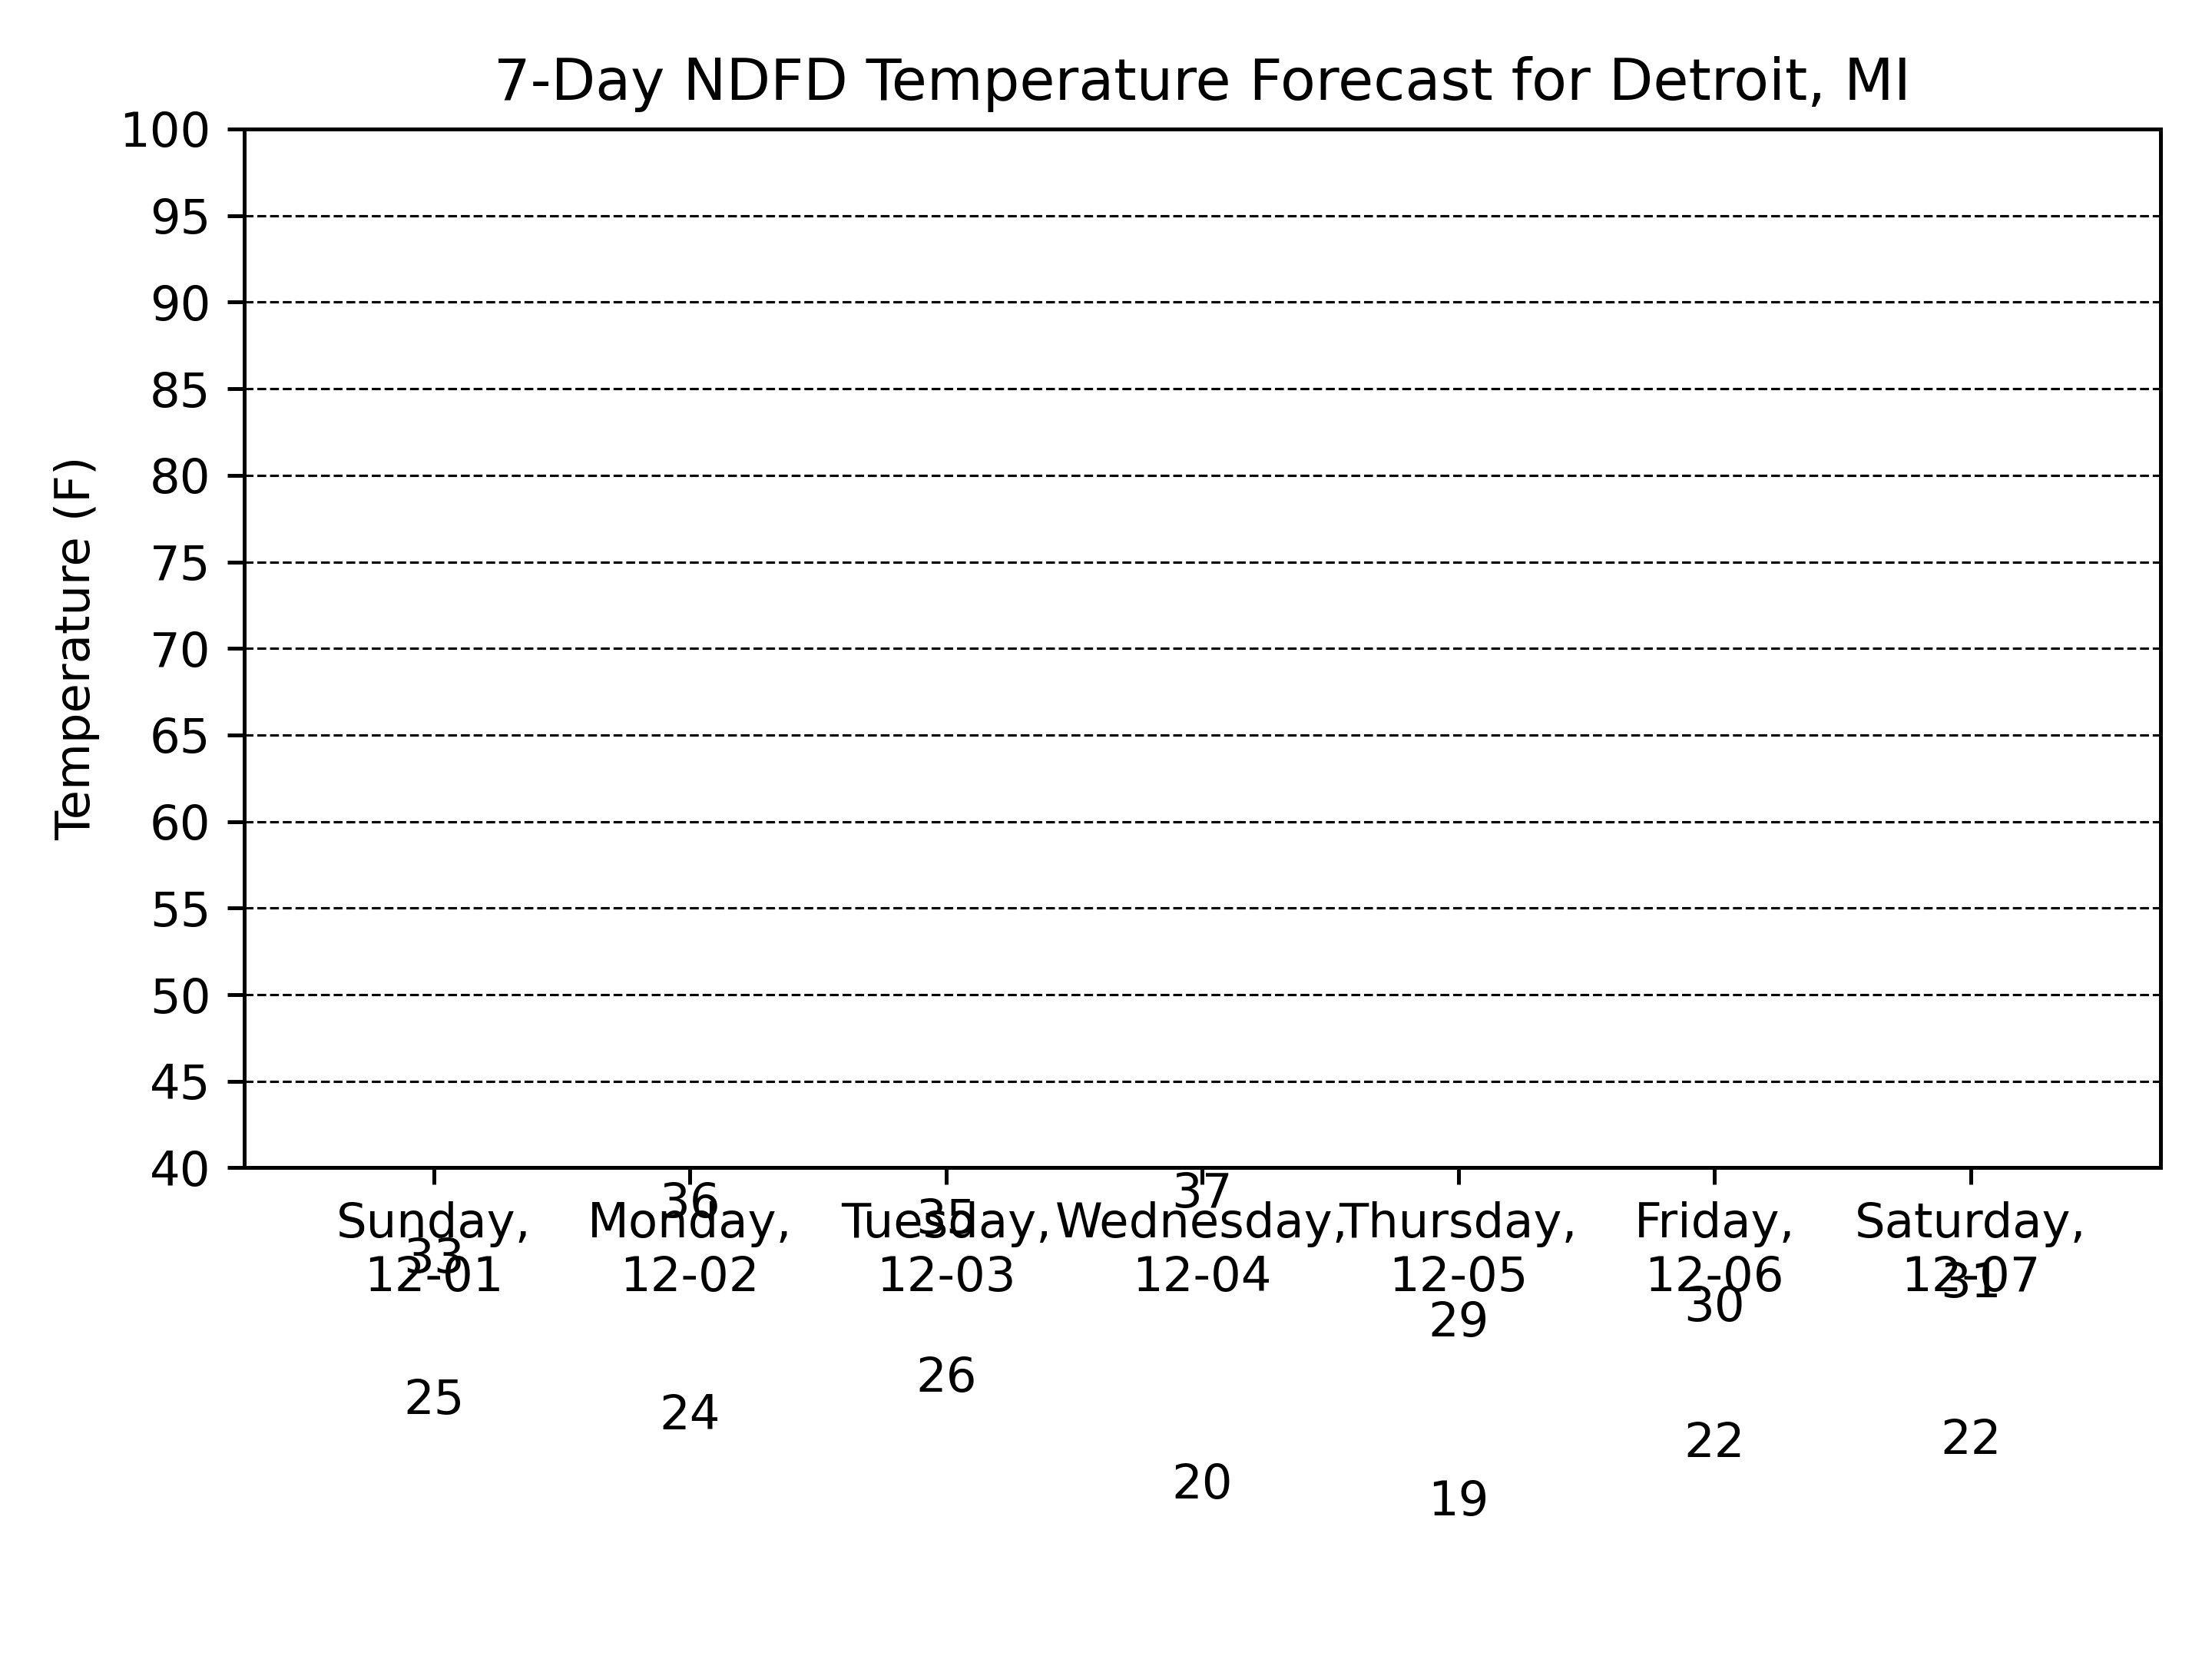 7-Day NDFD Temperature Forecast for Detroit, MI
Temperature (F)
100
95
90
85
80
75
70
65
60
55
50
45
40
Sunday, Monday, Tuesday, Wednesday, Thursday, Friday, Saturday,
12-01 12-02 12-03 12-04 12-05 12-06 12-07
33 36 35 37 29 30 31
25 24 26 20 19 22 22